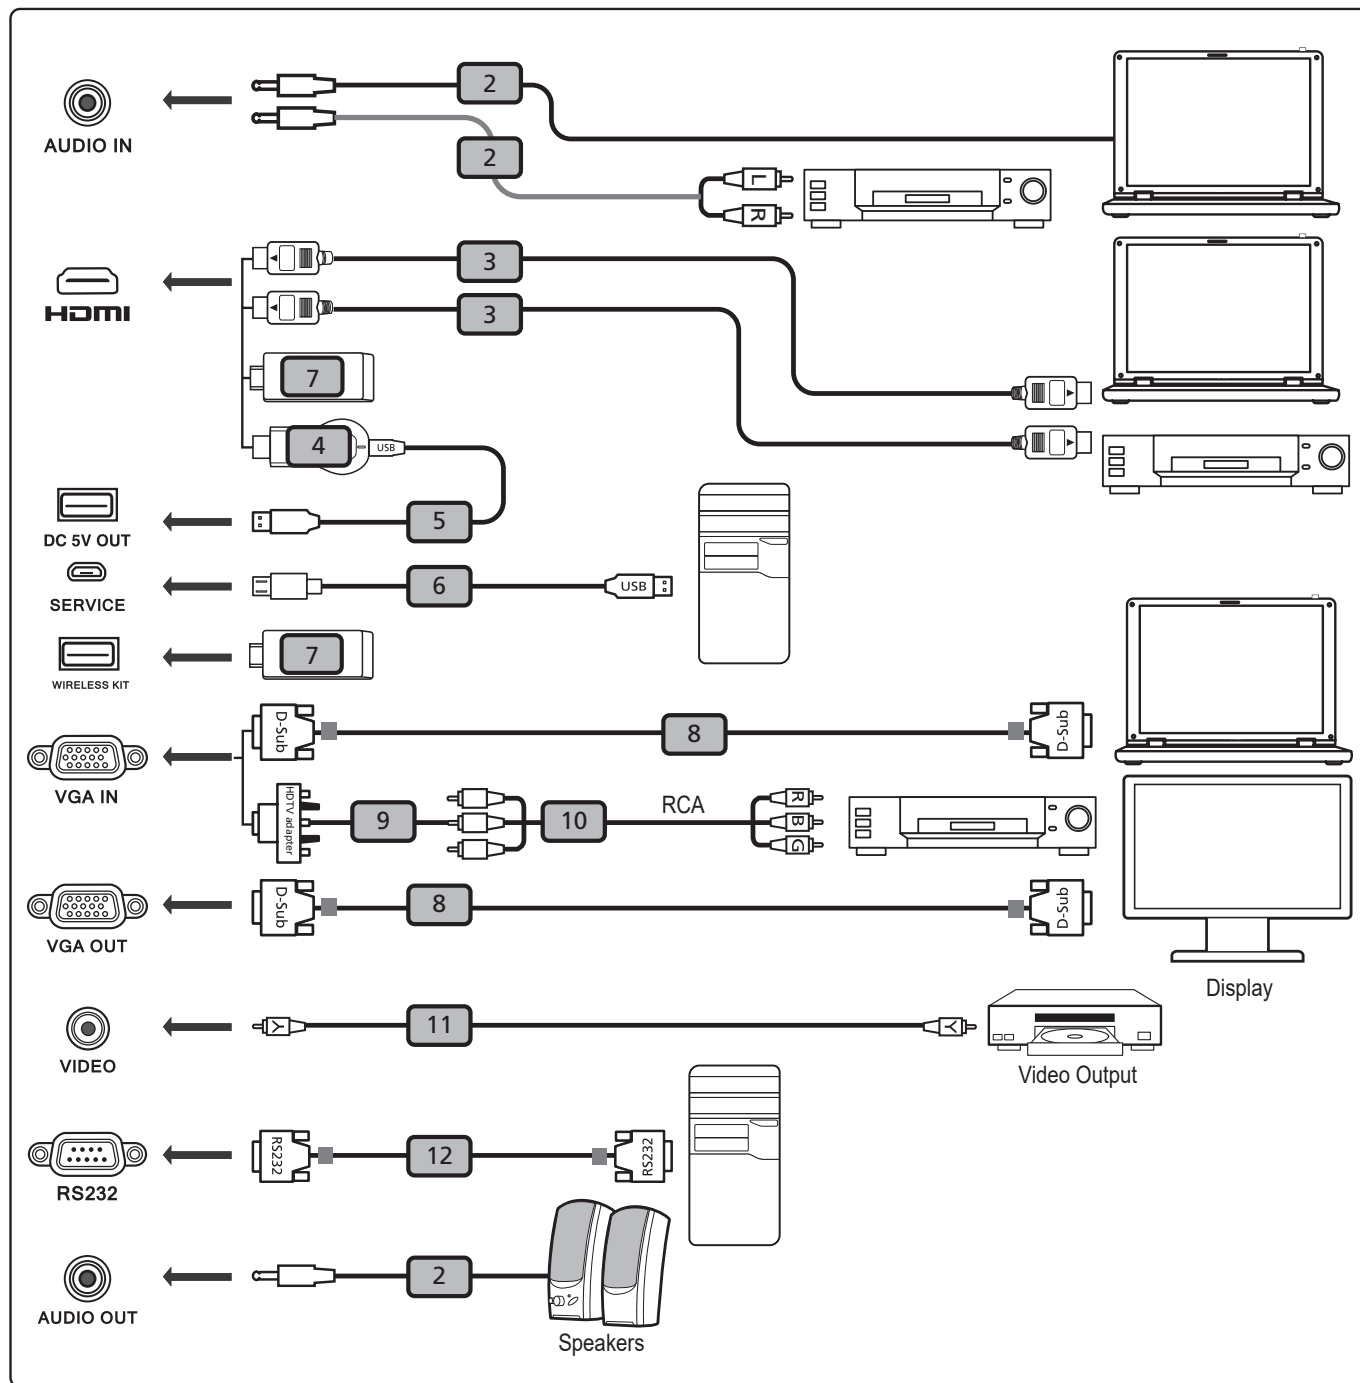 2
AUDIO IN
2
L
R
3
HDMI
3
7
4 USB
5
DC 5V OUT
6 USB
SERVICE
7
WIRELESS KIT
D-Sub 8 D-Sub
VGA IN
HDTV adapter 9 10 RCA R B G
D-Sub 8 D-Sub
VGA OUT
Display
Y 11 Y
VIDEO
Video Output
RS232 12 RS232
RS232
2
AUDIO OUT
Speakers